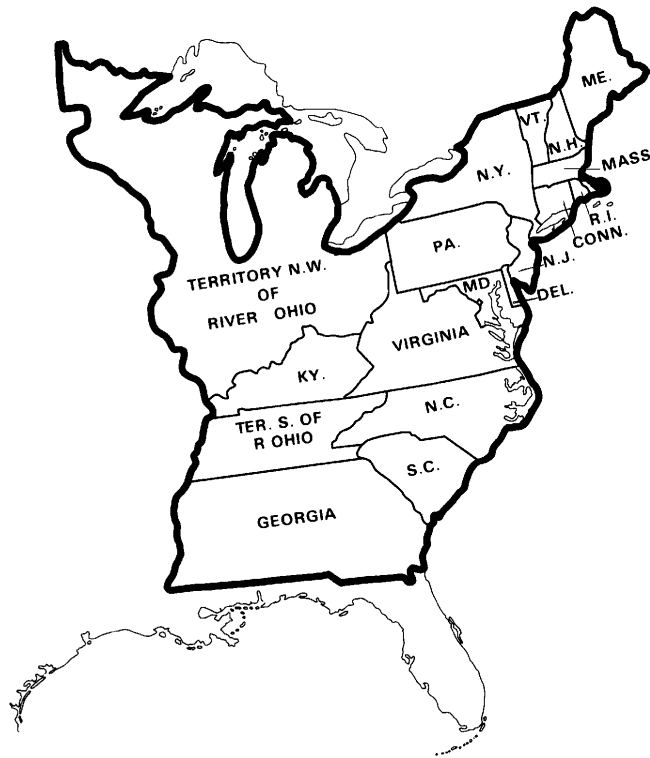 ME.
VT.
N.H.
MASS
N.Y.
R.I.
CONN.
PA.
N.J.
TERRITORY N.W.
OF
RIVER OHIO
MD
DEL.
VIRGINIA
KY.
N.C.
TER. S. OF
R OHIO
S.C.
GEORGIA